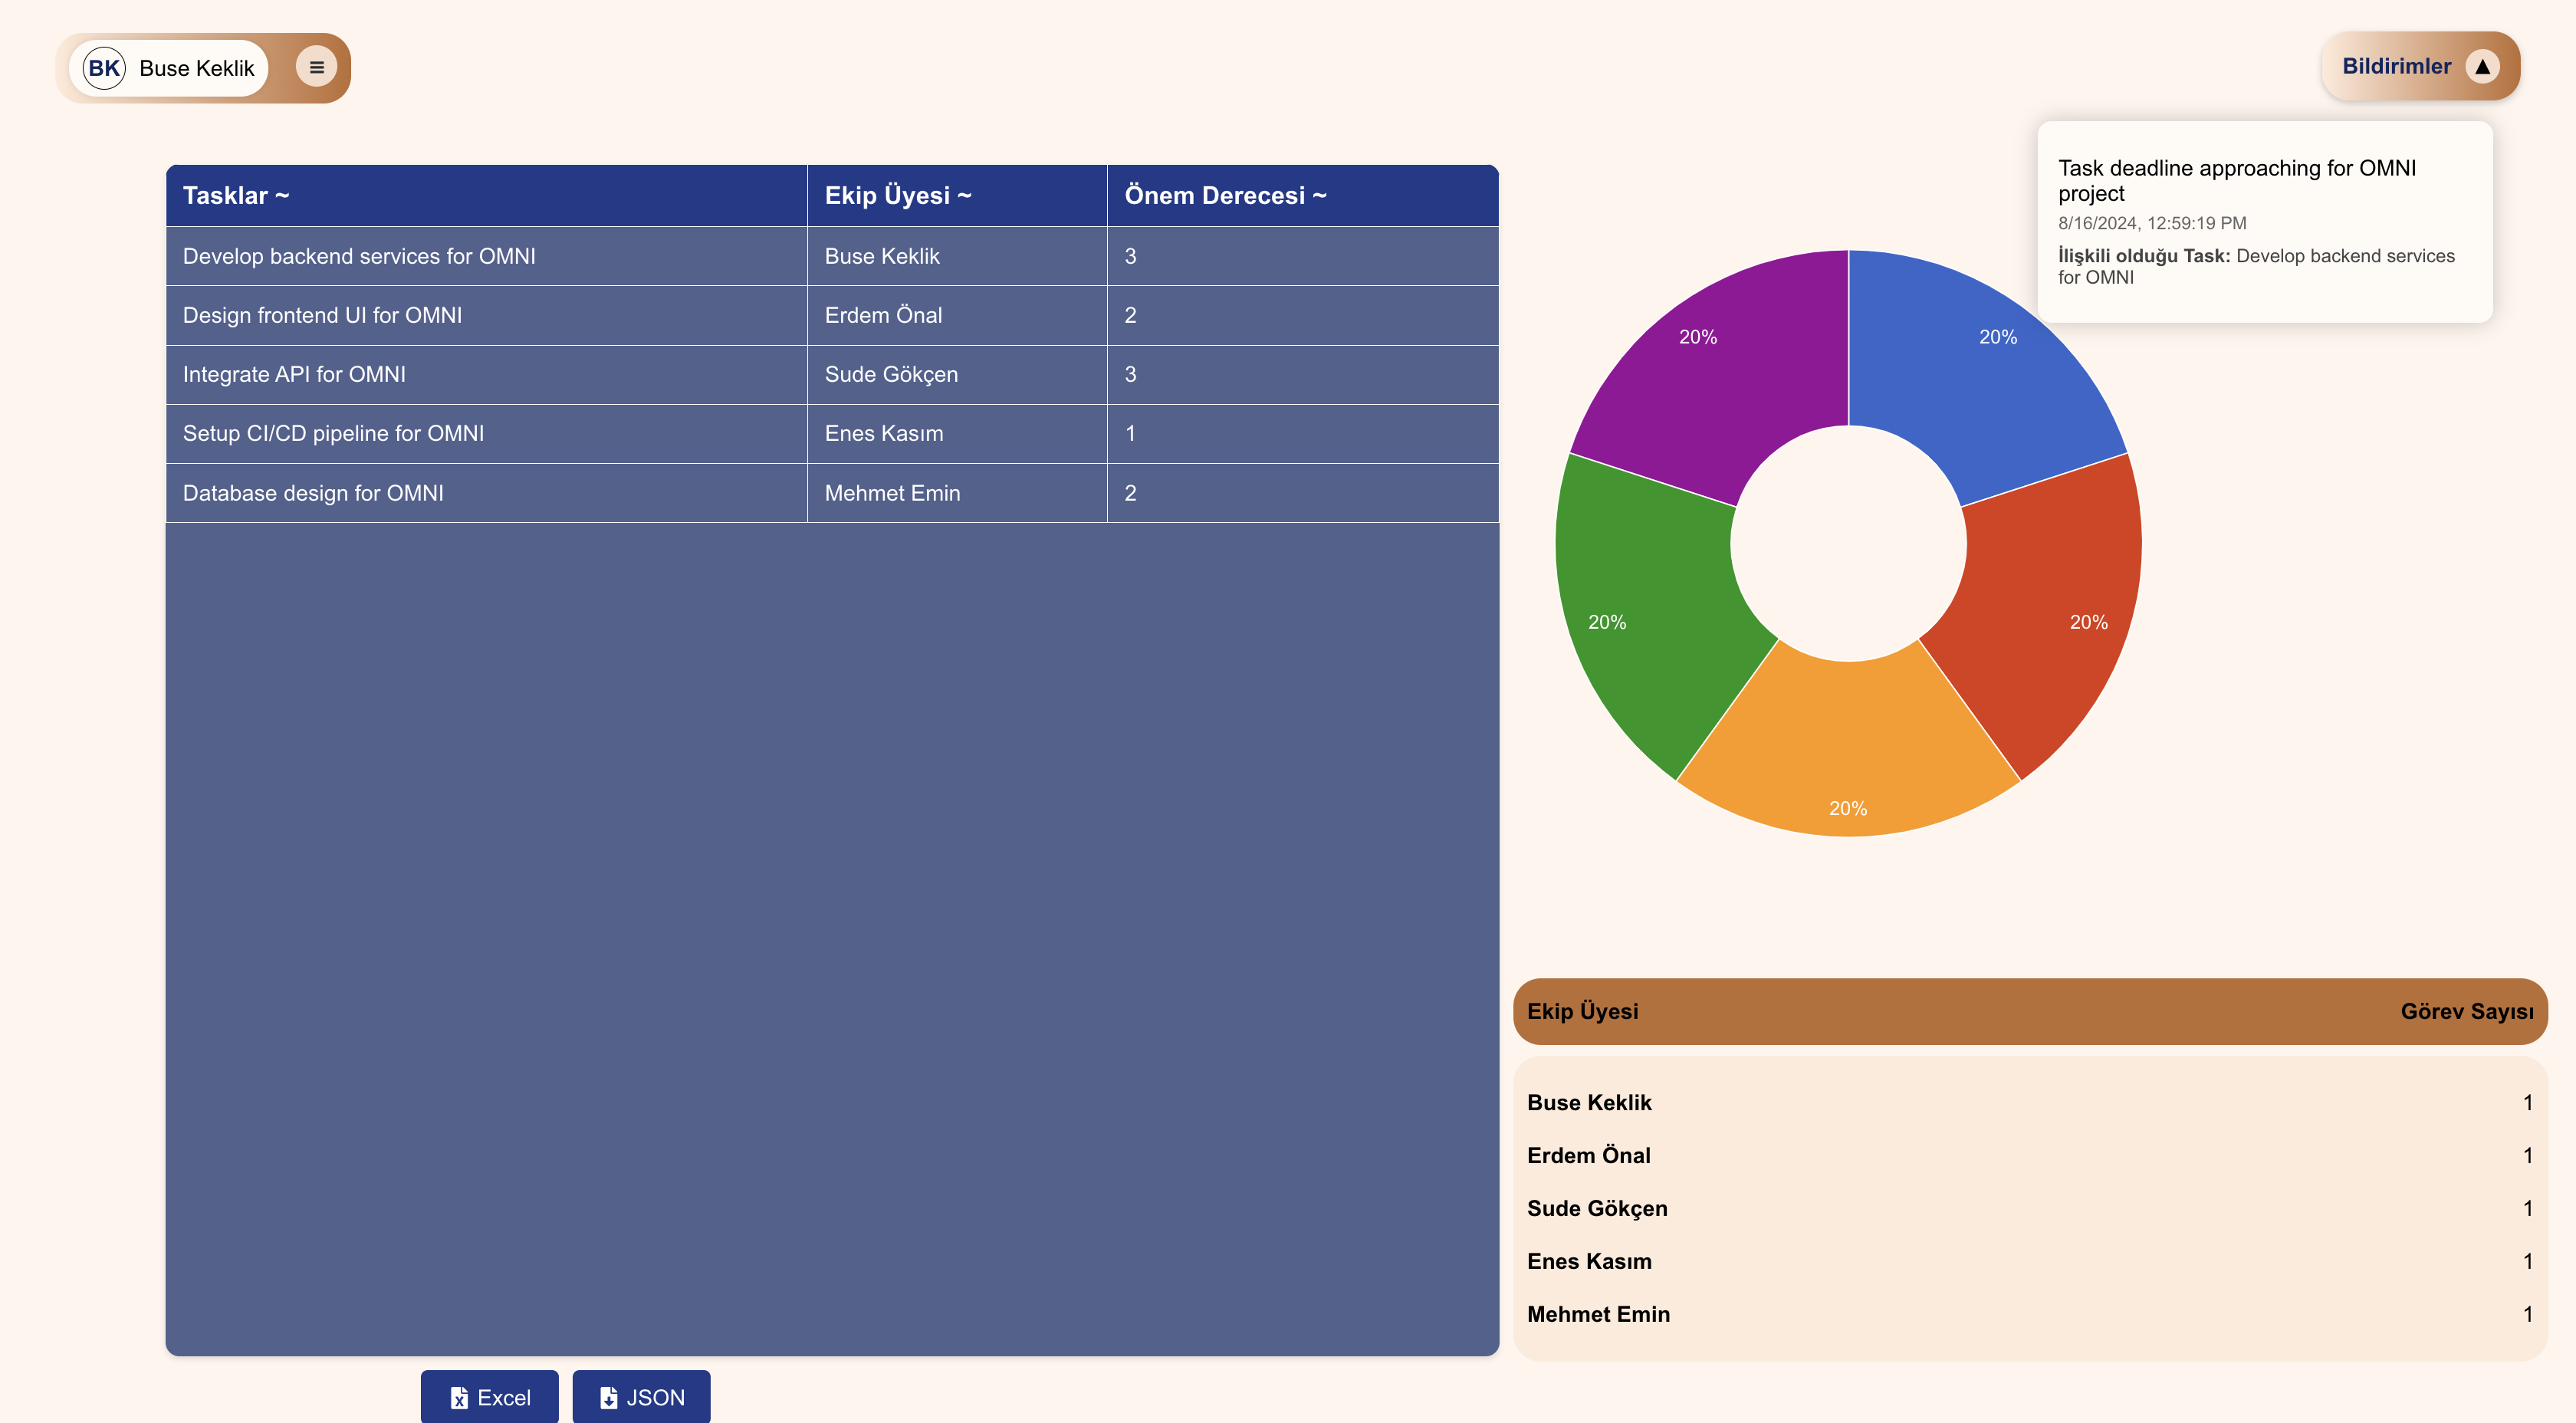 BK Buse Keklik
Bildirimler
Task deadline approaching for OMNI
project
8/16/2024, 12:59:19 PM
İlişkili olduğu Task: Develop backend services
for OMNI
Tasklar ~ Ekip Üyesi ~ Önem Derecesi ~
Develop backend services for OMNI Buse Keklik 3
Design frontend UI for OMNI Erdem Önal 2
Integrate API for OMNI Sude Gökçen 3
Setup CI/CD pipeline for OMNI Enes Kasım 1
Database design for OMNI Mehmet Emin 2
20% 20%
20% 20%
20%
Ekip Üyesi Görev Sayısı
Buse Keklik 1
Erdem Önal 1
Sude Gökçen 1
Enes Kasım 1
Mehmet Emin 1
Excel JSON